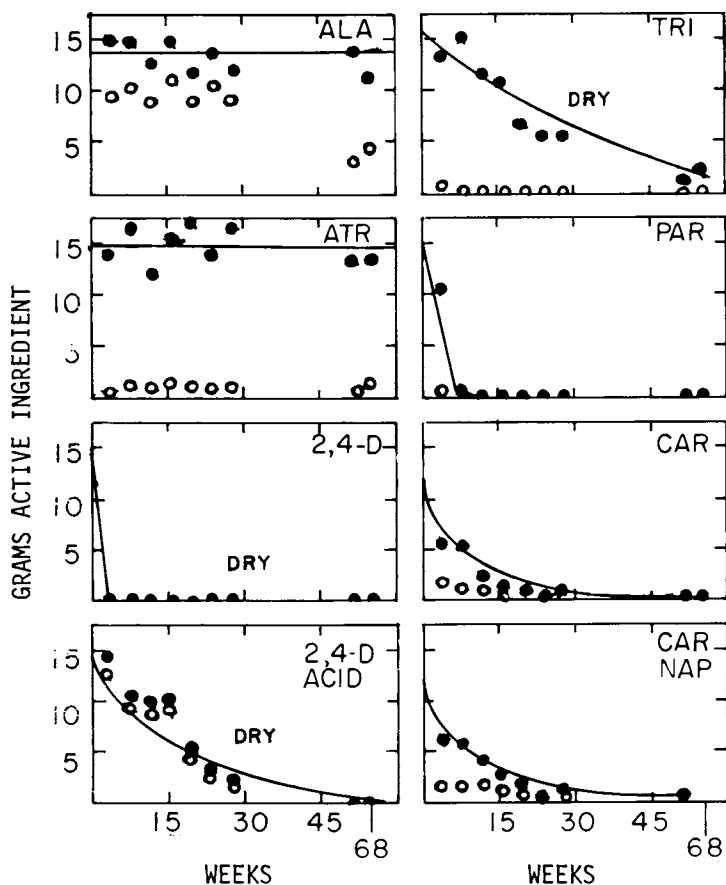 GRAMS ACTIVE INGREDIENT
ALA
15
10
5
TRI
DRY
ATR
15
10
5
PAR
2,4-D
15
10
5
DRY
CAR
2,4-D
ACID
15
10
5
DRY
CAR
NAP
15 30 45
68
WEEKS
15 30 45
68
WEEKS